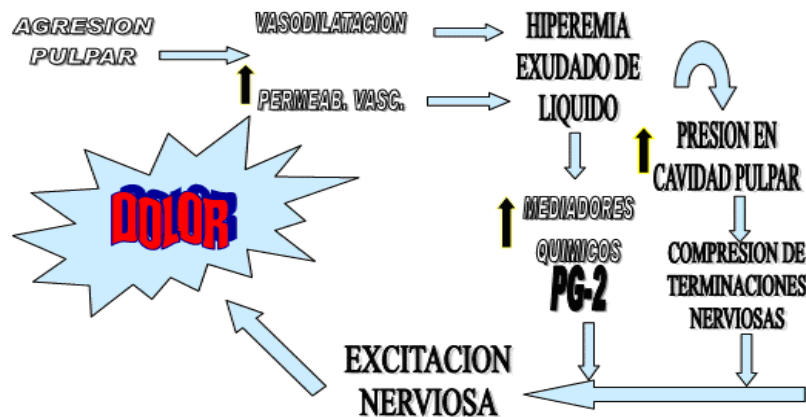 AGRESION
PULPAR
VASODILATACION
PERMEAB. VASC.
HIPEREMIA
EXUDADO DE
LIQUIDO
PRESION EN
CAVIDAD PULPAR
MEDIADORES
QUIMICOS
PG-2
COMPRESION DE
TERMINACIONES
NERVIOSAS
EXCITACION
NERVIOSA
DOLOR